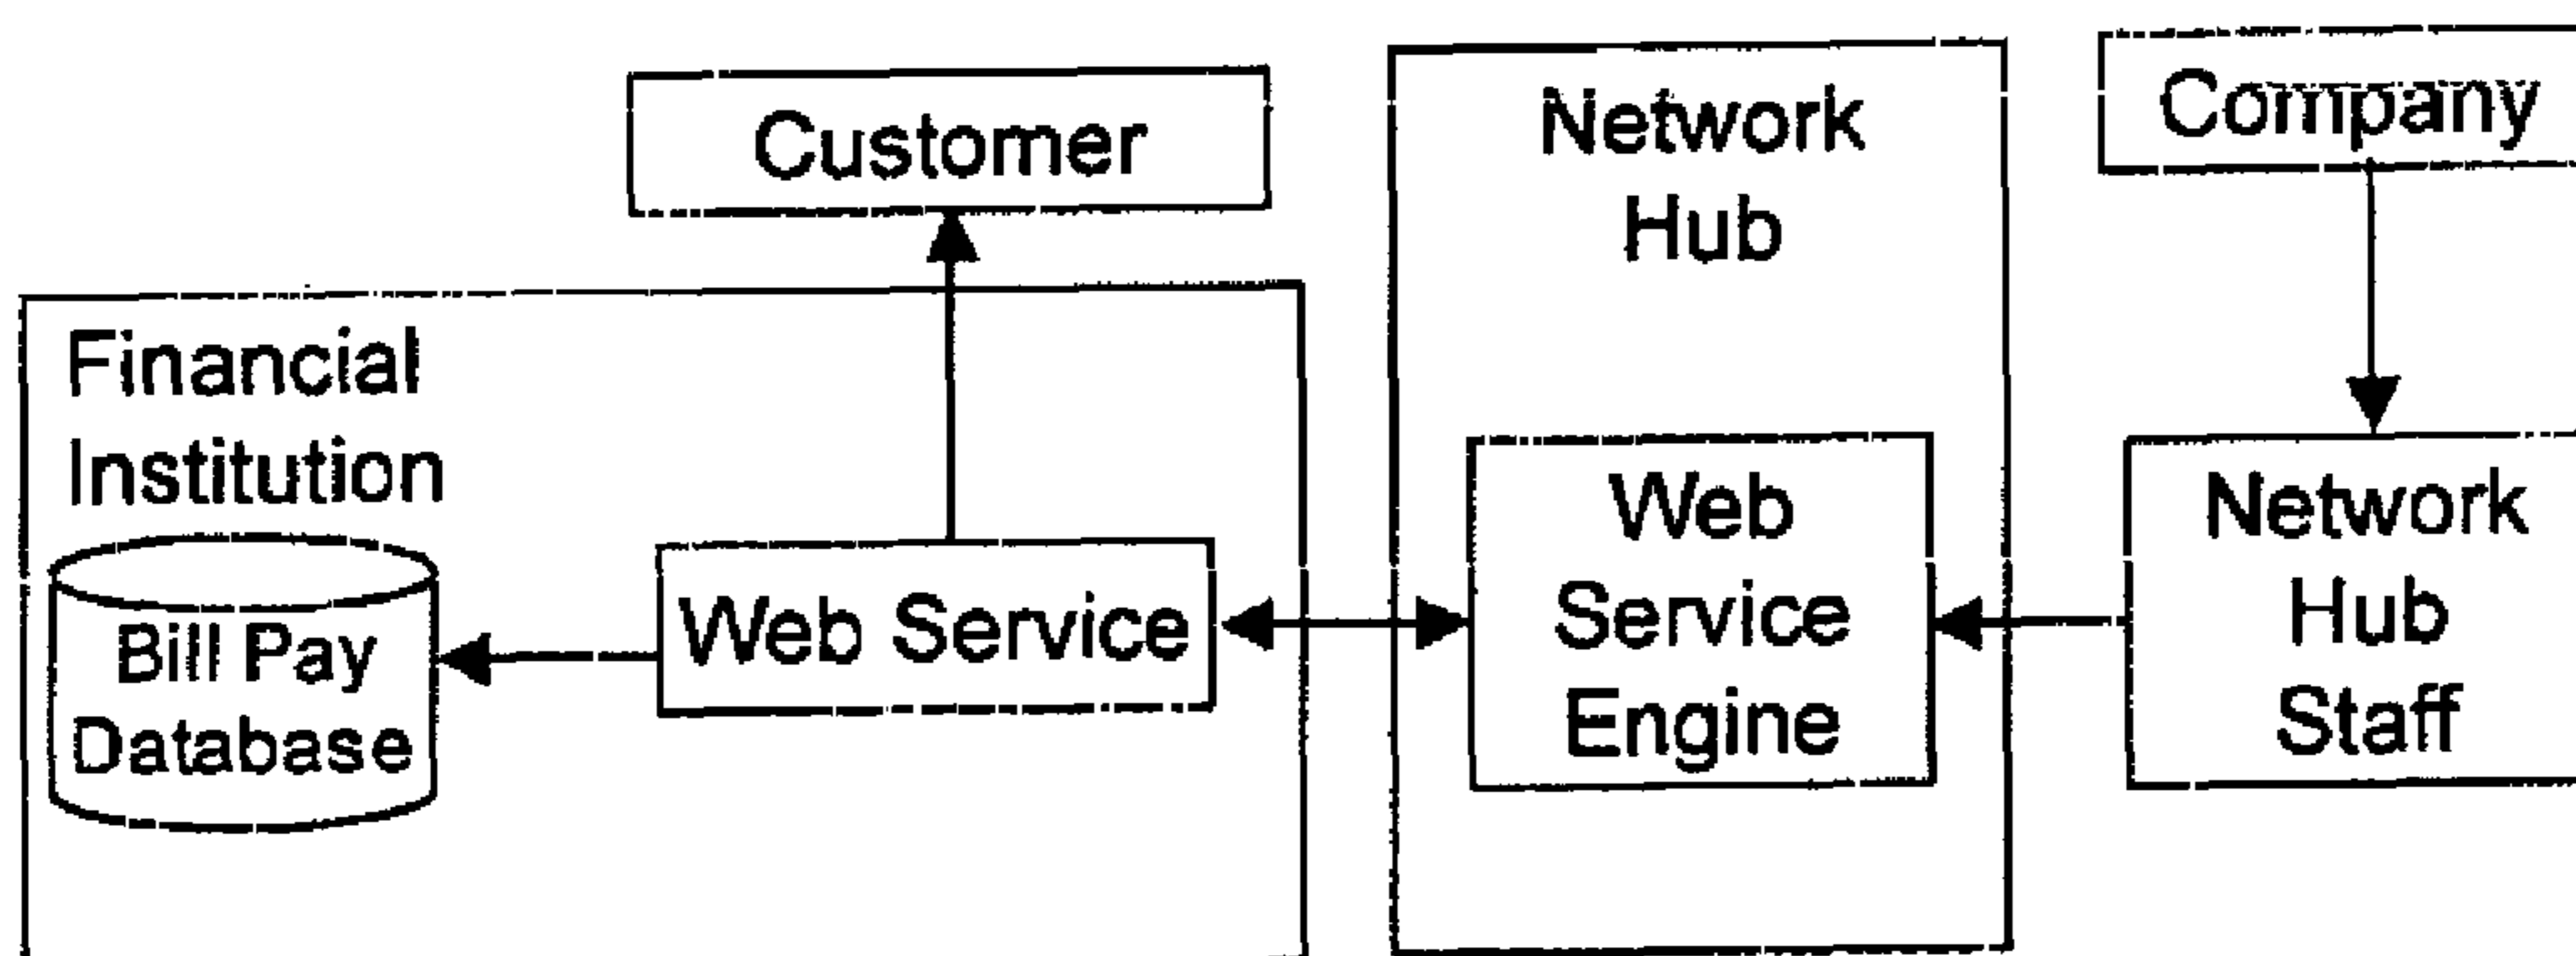 Customer
Network
Hub
Company
Financial
Institution
Bill Pay
Database
Web Service
Web
Service
Engine
Network
Hub
Staff